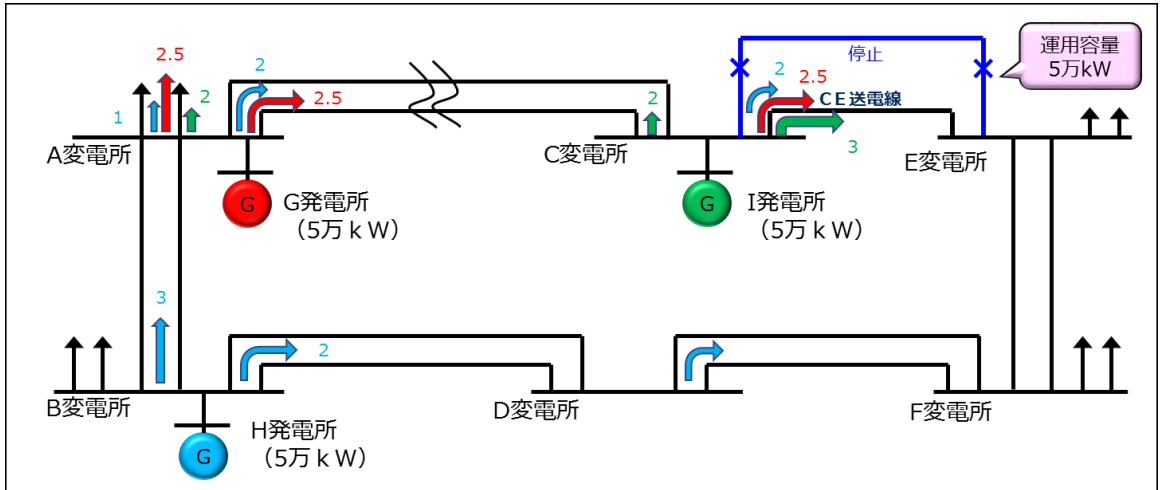 停止
運用容量
5万kW
2.5
2
1
2
2.5
2
2
2.5
CE送電線
3
A変電所
C変電所
E変電所
G
G発電所
(5万kW)
G
I発電所
(5万kW)
3
2
B変電所
D変電所
F変電所
G
H発電所
(5万kW)